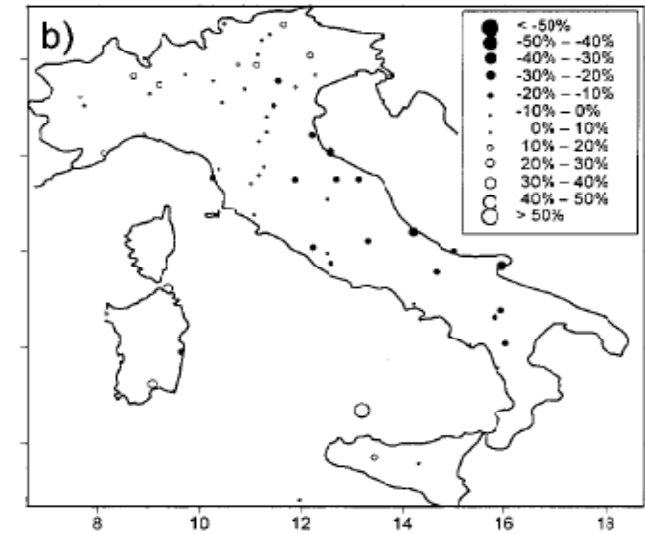 b)
< -50%
-50% – -40%
-40% – -30%
-30% – -20%
-20% – -10%
-10% – 0%
0% – 10%
10% – 20%
20% – 30%
30% – 40%
40% – 50%
> 50%
8 10 12 14 16 18